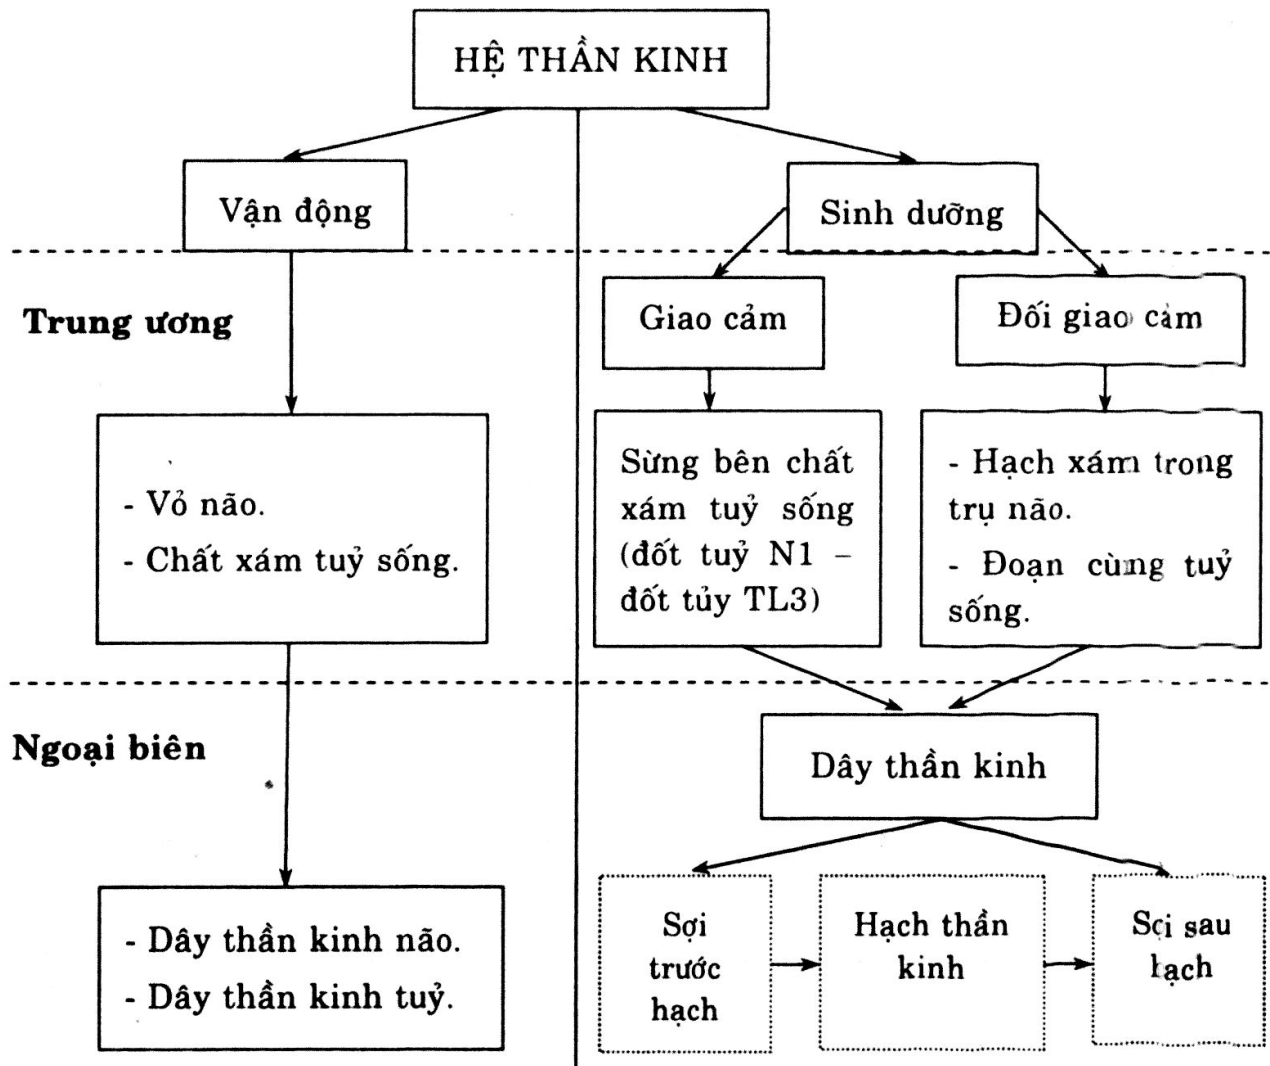 HỆ THẦN KINH
Vận động
Sinh dưỡng
Trung ương
Giao cảm
Đối giao cảm
- Vỏ não.
- Chất xám tuỷ sống.
Sừng bên chất
xám tuỷ sống
(đốt tuỷ N1 –
đốt tủy TL3)
- Hạch xám trong
trụ não.
- Đoạn cùng tuỷ
sống.
Ngoại biên
Dây thần kinh
- Dây thần kinh não.
- Dây thần kinh tuỷ.
Sợi
trước
hạch
Hạch thần
kinh
Sợi sau
hạch